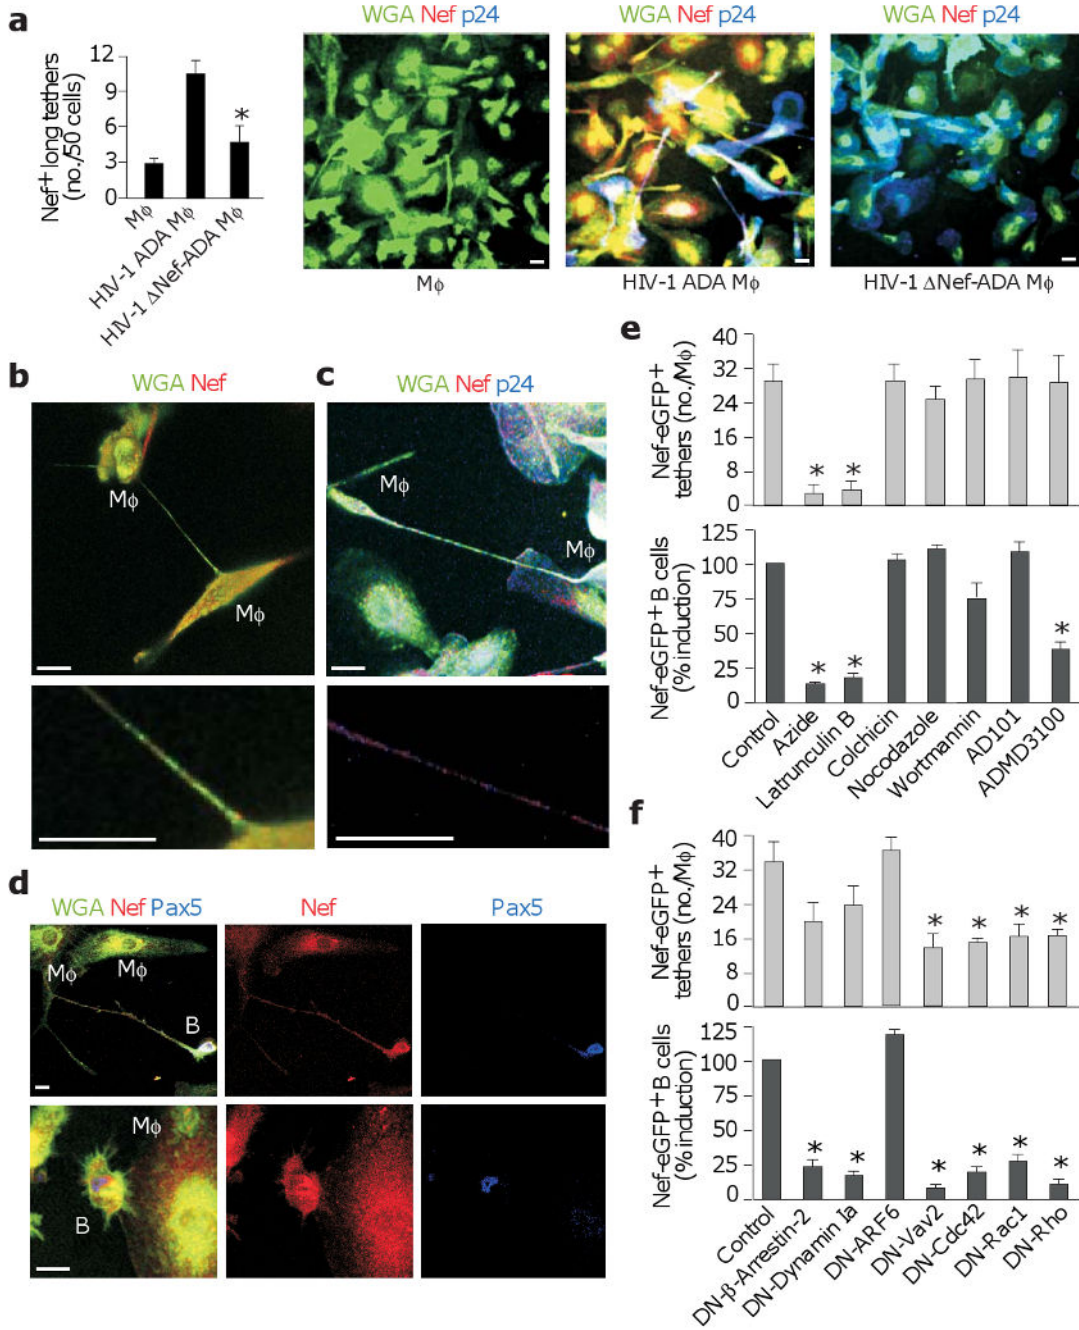 a
Nef+ long tethers
(no./50 cells)
12
9
6
3
0
*
Mϕ
HIV-1 ADA Mϕ
HIV-1 ΔNef-ADA Mϕ
WGA Nef p24
Mϕ
WGA Nef p24
HIV-1 ADA Mϕ
WGA Nef p24
HIV-1 ΔNef-ADA Mϕ
b
WGA Nef
Mϕ
Mϕ
c
WGA Nef p24
Mϕ
Mϕ
d
WGA Nef Pax5
Mϕ
Mϕ
B
Nef
Pax5
Mϕ
B
e
Nef-eGFP+
tethers (no./Mϕ)
40
32
24
16
8
0
* *
Nef-eGFP+ B cells
(% induction)
125
100
75
50
25
0
* * *
Control
Azide
Latrunculin B
Colchicin
Nocodazole
Wortmannin
AD101
ADMD3100
f
Nef-eGFP+
tethers (no./Mϕ)
40
32
24
16
8
0
* * * *
Nef-eGFP+B cells
(% induction)
125
100
75
50
25
0
* * * * * *
Control
DN-β-Arrestin-2
DN-Dynamin Ia
DN-ARF6
DN-Vav2
DN-Cdc42
DN-Rac1
DN-Rho